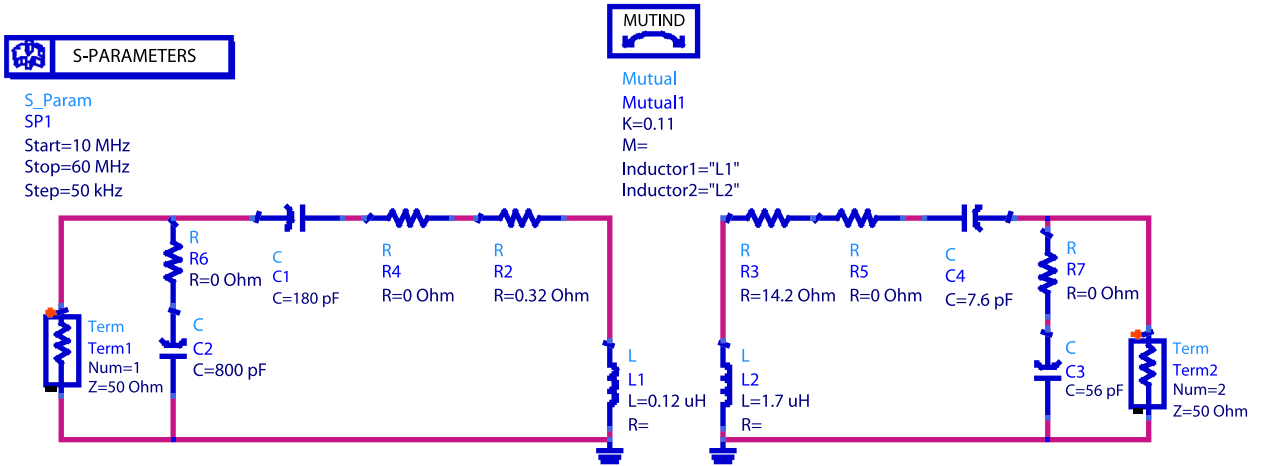 MUTIND
S-PARAMETERS
S_Param
SP1
Start=10 MHz
Stop=60 MHz
Step=50 kHz
Mutual
Mutual1
K=0.11
M=
Inductor1="L1"
Inductor2="L2"
R
R6
R=0 Ohm
C
C1
C=180 pF
R
R4
R=0 Ohm
R
R2
R=0.32 Ohm
R
R3
R=14.2 Ohm
R
R5
R=0 Ohm
C
C4
C=7.6 pF
R
R7
R=0 Ohm
Term
Term1
Num=1
Z=50 Ohm
C
C2
C=800 pF
L
L1
L=0.12 uH
R=
L
L2
L=1.7 uH
R=
C
C3
C=56 pF
Term
Term2
Num=2
Z=50 Ohm